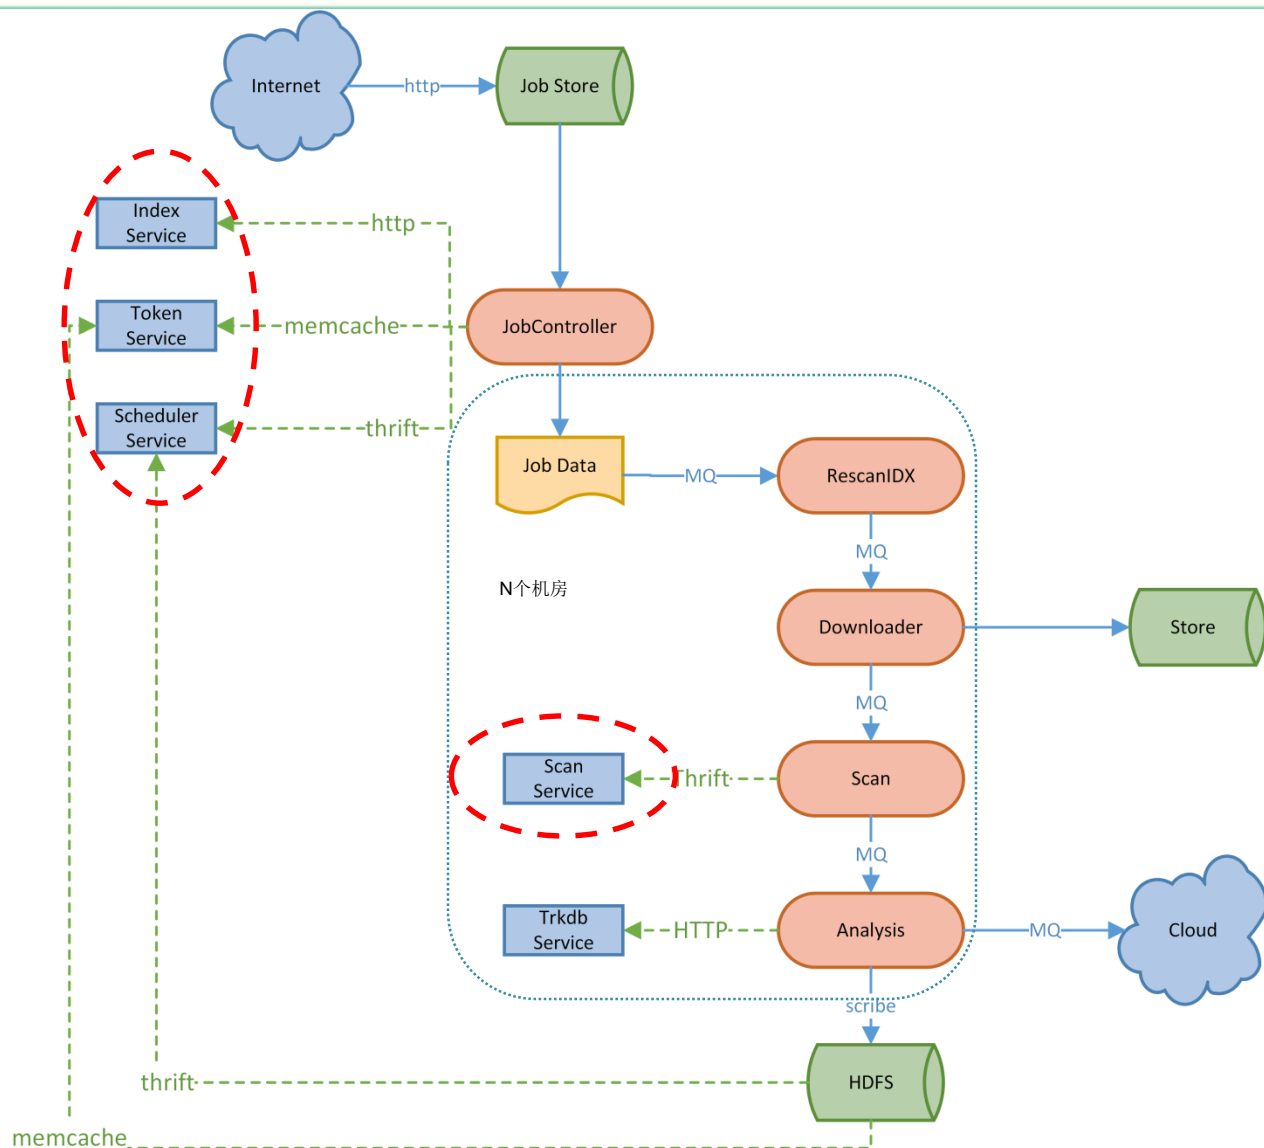 Internet
http
Job Store
Index
Service
http
Token
Service
memcache
JobController
Scheduler
Service
thrift
Job Data
MQ
RescanIDX
MQ
N个机房
Downloader
Store
MQ
Scan
Service
Thrift
Scan
MQ
Trkdb
Service
HTTP
Analysis
MQ
Cloud
scribe
thrift
HDFS
memcache